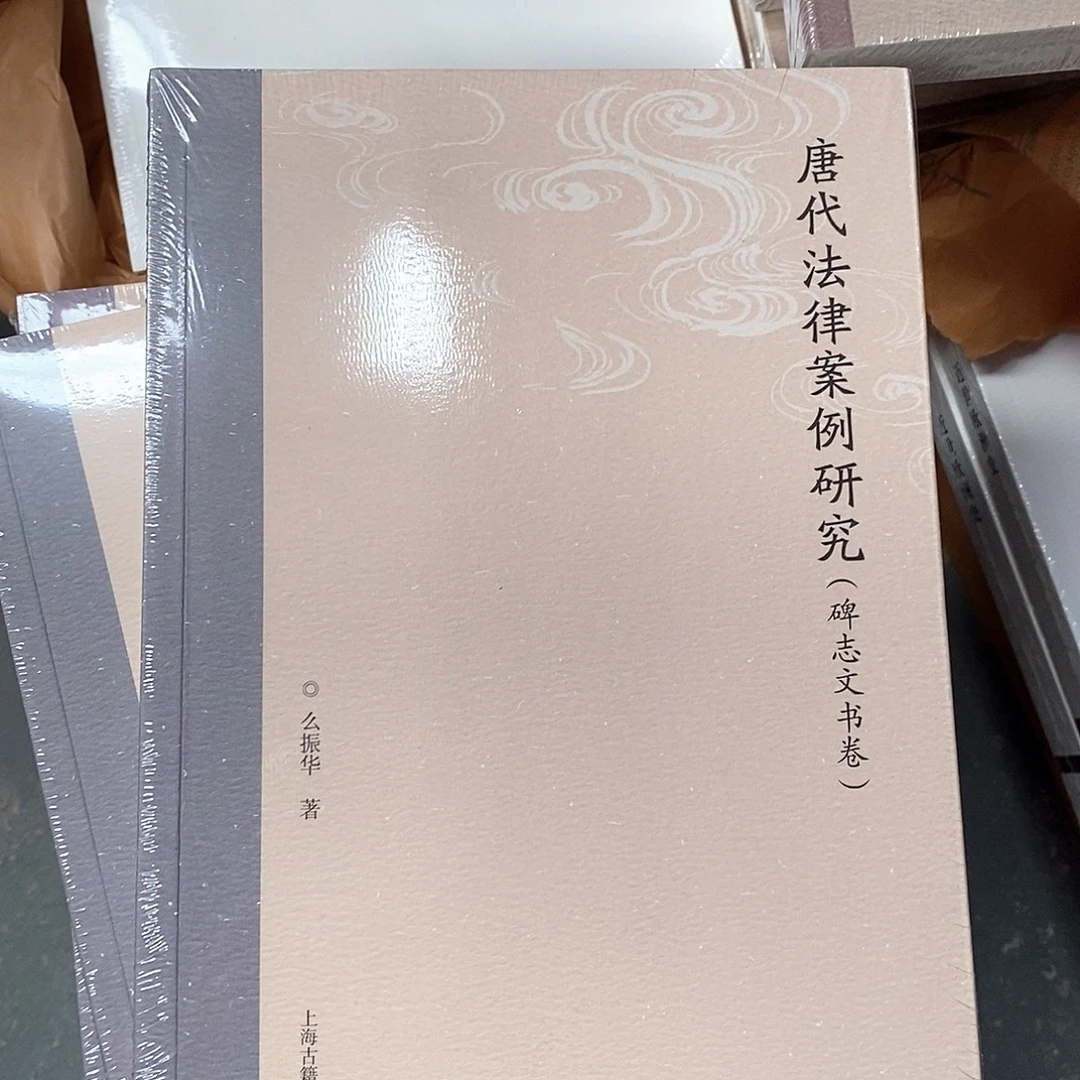 唐代法律案例研究(碑志文书卷)
◎么振华 著
上海古籍